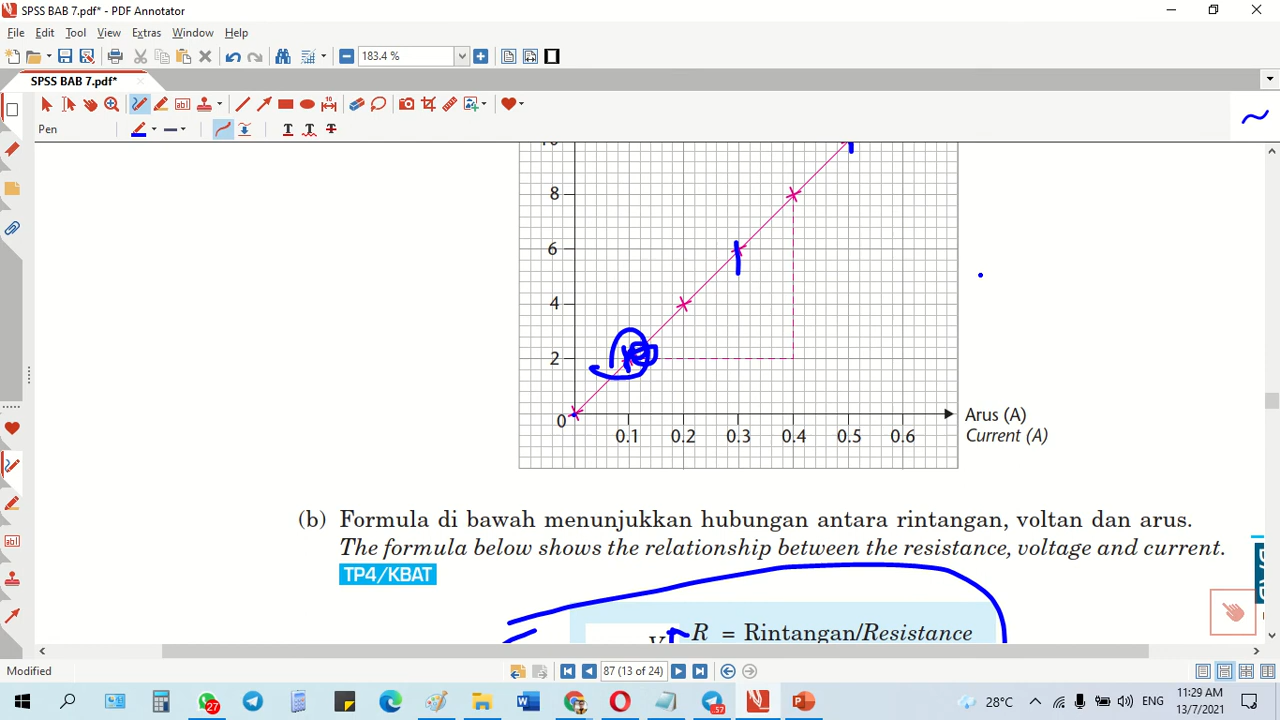 SPSS BAB 7.pdf* - PDF Annotator
File Edit Tool View Extras Window Help
183.4 %
SPSS BAB 7.pdf*
Pen
10
8
6
4
2
0
0.1 0.2 0.3 0.4 0.5 0.6
Arus (A)
Current (A)
(b) Formula di bawah menunjukkan hubungan antara rintangan, voltan dan arus.
The formula below shows the relationship between the resistance, voltage and current.
TP4/KBAT
V
R = Rintangan/Resistance
Modified
87 (13 of 24)
27
57
28°C
ENG
11:29 AM
13/7/2021